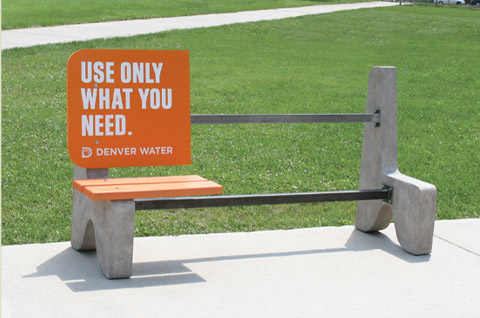 USE ONLY
WHAT YOU
NEED.
DENVER WATER